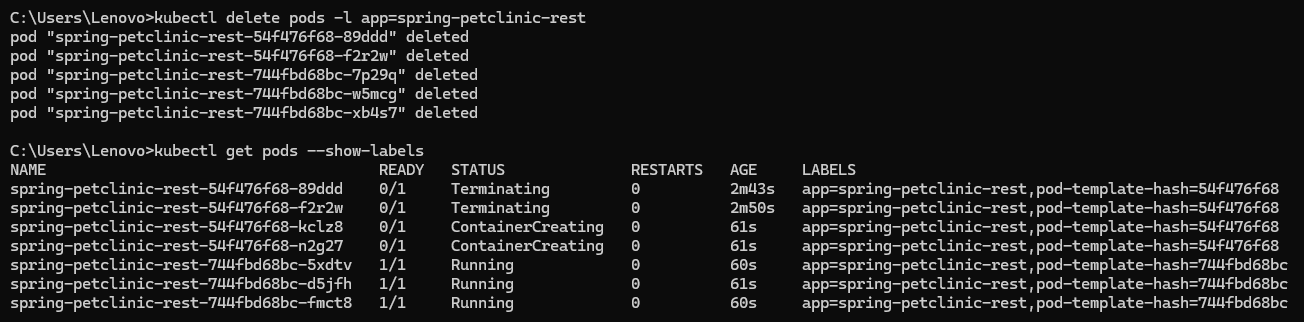 C:\Users\Lenovo>kubectl delete pods -l app=spring-petclinic-rest
pod "spring-petclinic-rest-54f476f68-89ddd" deleted
pod "spring-petclinic-rest-54f476f68-f2r2w" deleted
pod "spring-petclinic-rest-744fbd68bc-7p29q" deleted
pod "spring-petclinic-rest-744fbd68bc-w5mcg" deleted
pod "spring-petclinic-rest-744fbd68bc-xb4s7" deleted
C:\Users\Lenovo>kubectl get pods --show-labels
NAME READY STATUS RESTARTS AGE LABELS
spring-petclinic-rest-54f476f68-89ddd 0/1 Terminating 0 2m43s app=spring-petclinic-rest,pod-template-hash=54f476f68
spring-petclinic-rest-54f476f68-f2r2w 0/1 Terminating 0 2m50s app=spring-petclinic-rest,pod-template-hash=54f476f68
spring-petclinic-rest-54f476f68-kclz8 0/1 ContainerCreating 0 61s app=spring-petclinic-rest,pod-template-hash=54f476f68
spring-petclinic-rest-54f476f68-n2g27 0/1 ContainerCreating 0 61s app=spring-petclinic-rest,pod-template-hash=54f476f68
spring-petclinic-rest-744fbd68bc-5xdtv 1/1 Running 0 60s app=spring-petclinic-rest,pod-template-hash=744fbd68bc
spring-petclinic-rest-744fbd68bc-d5jfh 1/1 Running 0 61s app=spring-petclinic-rest,pod-template-hash=744fbd68bc
spring-petclinic-rest-744fbd68bc-fmct8 1/1 Running 0 60s app=spring-petclinic-rest,pod-template-hash=744fbd68bc